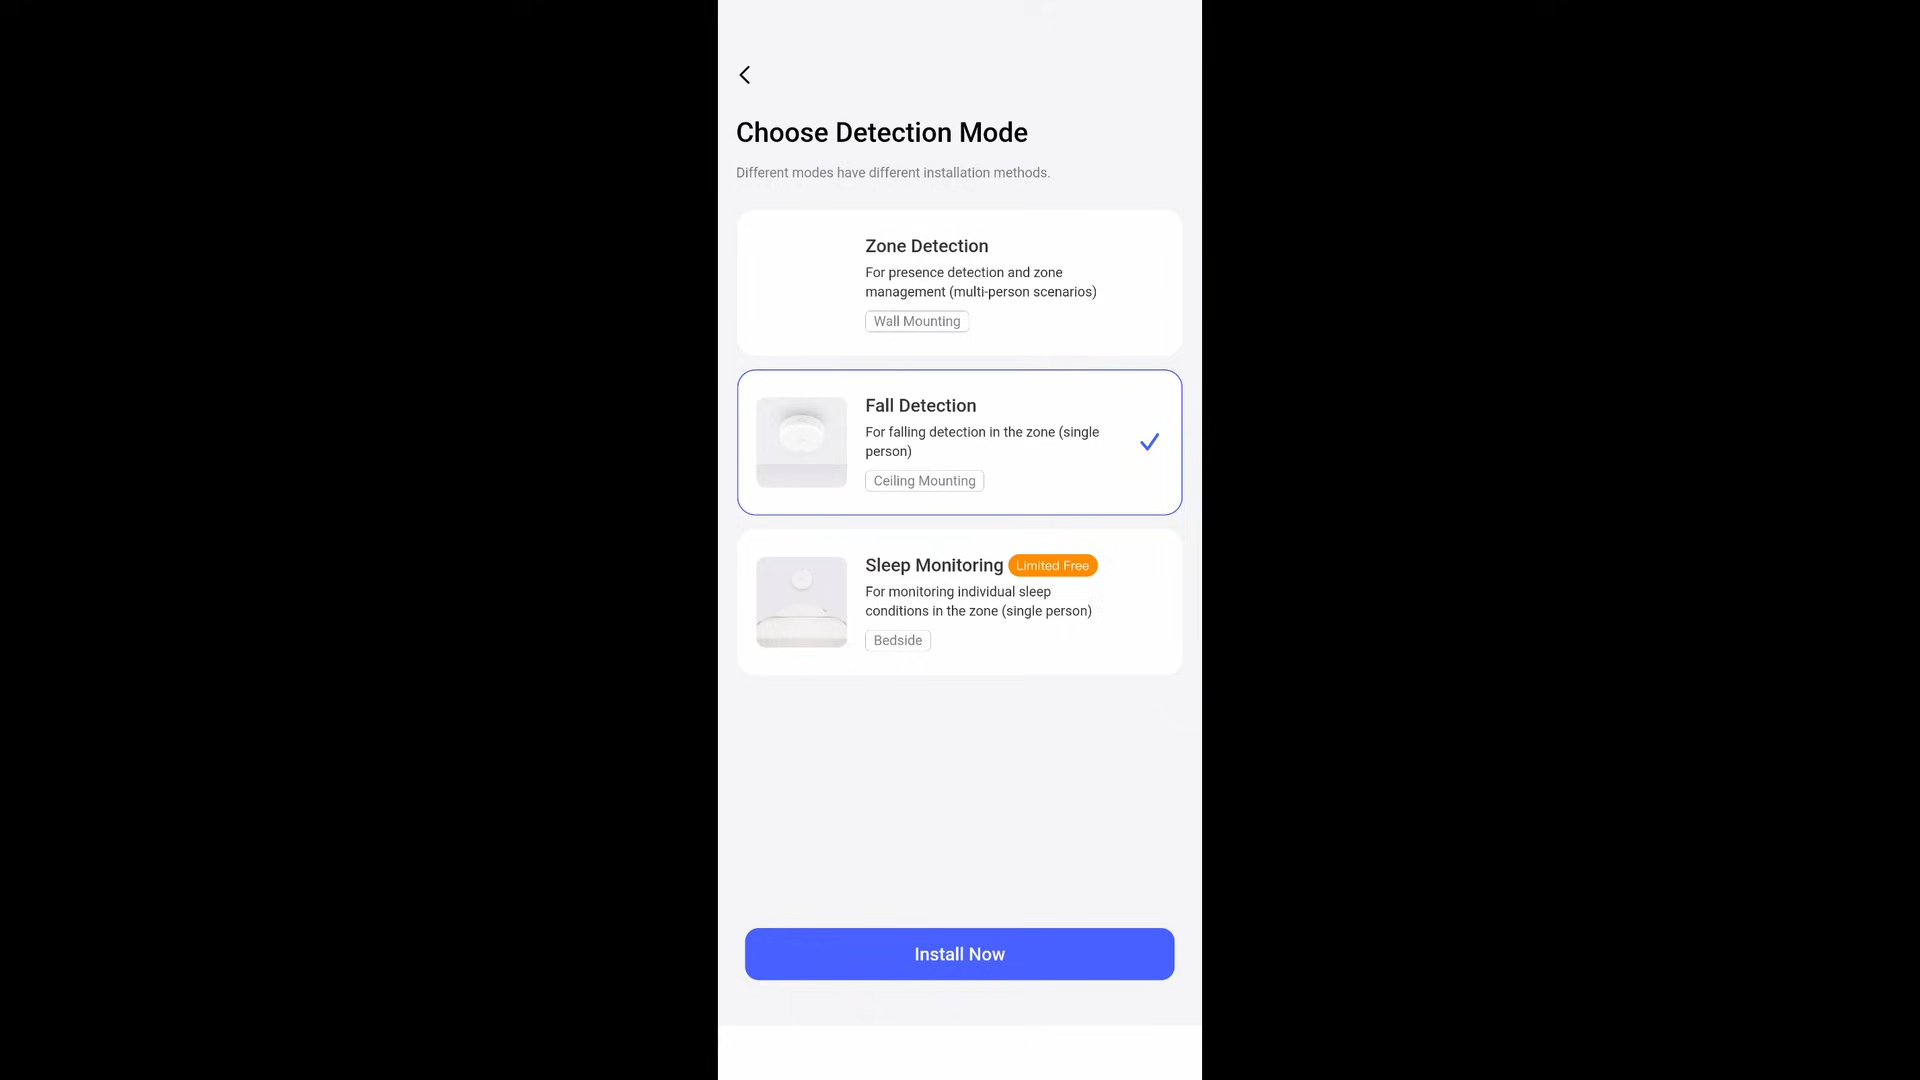 Choose Detection Mode
Different modes have different installation methods.
Zone Detection
For presence detection and zone
management (multi-person scenarios)
Wall Mounting
Fall Detection
For falling detection in the zone (single
person)
Ceiling Mounting
Sleep Monitoring Limited Free
For monitoring individual sleep
conditions in the zone (single person)
Bedside
Install Now